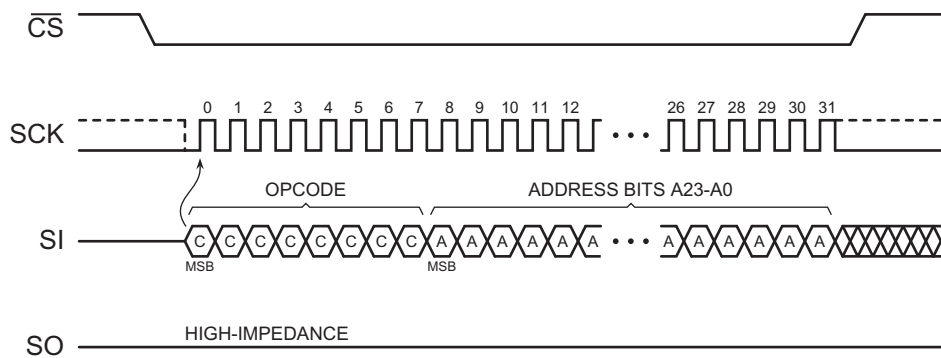 CS
SCK
0 1 2 3 4 5 6 7 8 9 10 11 12 26 27 28 29 30 31
OPCODE
ADDRESS BITS A23-A0
SI
C C C C C C C C A A A A A A A A A A A A
MSB
MSB
SO
HIGH-IMPEDANCE